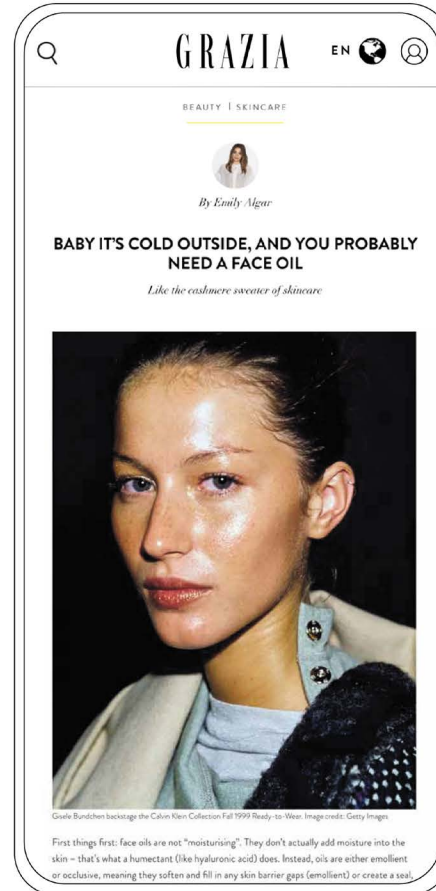 GRAZIA
EN
BEAUTY | SKINCARE
By Emily Algar
BABY IT'S COLD OUTSIDE, AND YOU PROBABLY
NEED A FACE OIL
Like the cashmere sweater of skincare
Gisele Bundchen backstage the Calvin Klein Collection Fall 1999 Ready-to-Wear. Image credit: Getty Images
First things first: face oils are not “moisturising”. They don’t actually add moisture into the
skin – that’s what a humectant (like hyaluronic acid) does. Instead, oils are either emollient
or occlusive, meaning they soften and fill in any skin barrier gaps (emollient) or create a seal,